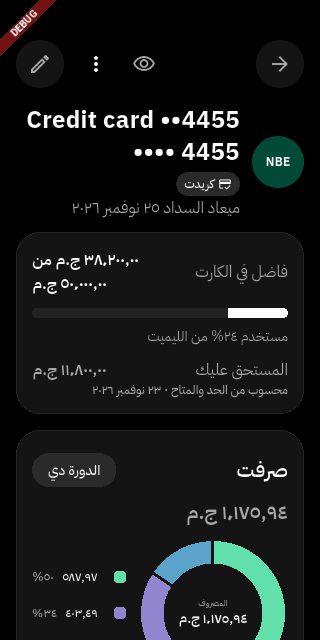 DEBUG
Credit card ••4455
•••• 4455
NBE
كريدت
ميعاد السداد ٢٥ نوفمبر ٢٠٢٦
فاضل في الكارت
٣٨,٢٠٠,٠٠ ج.م من
٥٠,٠٠٠,٠٠ ج.م
مستخدم ٢٤% من الليميت
المستحق عليك
١١,٨٠٠,٠٠ ج.م
محسوب من الحد والمتاح • ٢٣ نوفمبر ٢٠٢٦
صرفت
الدورة دي
١,١٧٥,٩٤ ج.م
المصروف
١,١٧٥,٩٤ ج.م
٥٨٧,٩٧ ٥٠%
٤٠٣,٤٩ ٣٤%